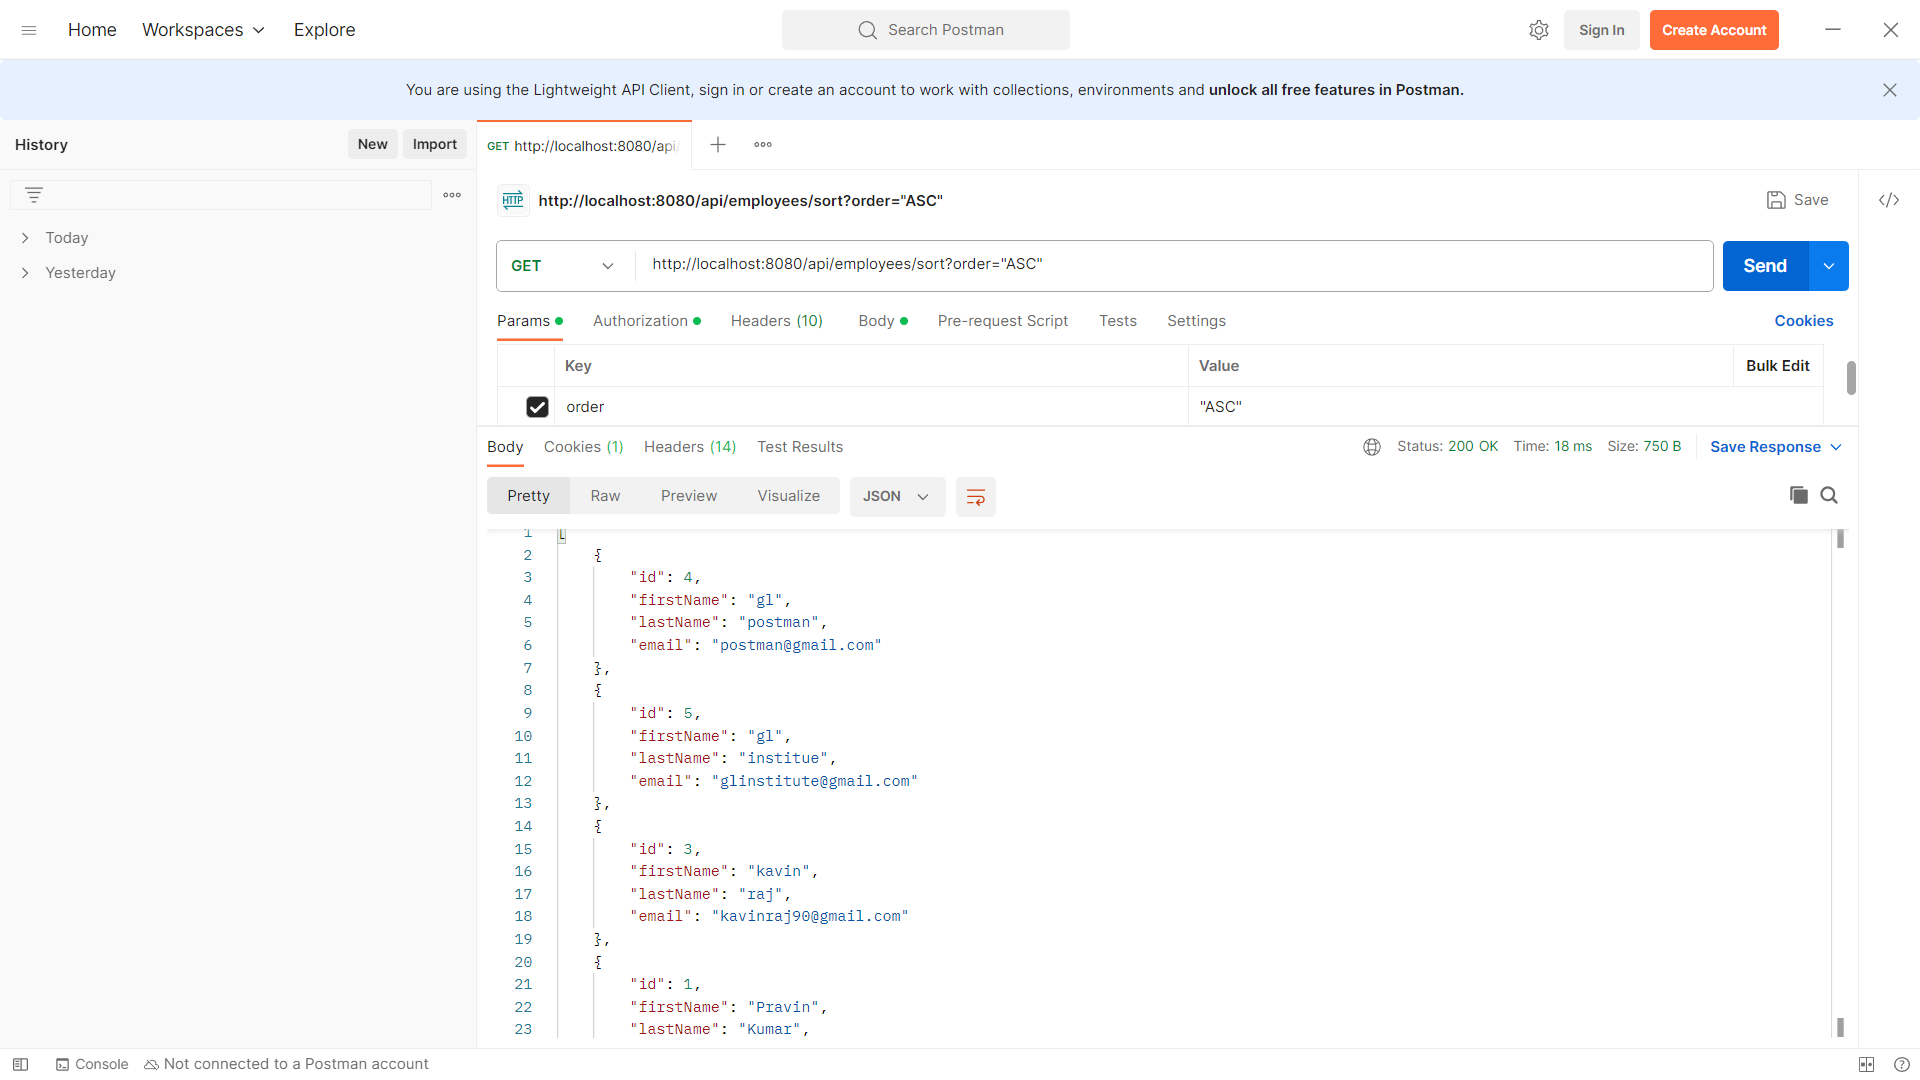 Home Workspaces Explore Search Postman Sign In Create Account
You are using the Lightweight API Client, sign in or create an account to work with collections, environments and unlock all free features in Postman.
History New Import
GET http://localhost:8080/api/
Today
Yesterday
HTTP http://localhost:8080/api/employees/sort?order="ASC" Save </>
GET http://localhost:8080/api/employees/sort?order="ASC" Send
Params Authorization Headers (10) Body Pre-request Script Tests Settings Cookies
Key Value Bulk Edit
order "ASC"
Body Cookies (1) Headers (14) Test Results Status: 200 OK Time: 18 ms Size: 750 B Save Response
Pretty Raw Preview Visualize JSON
1 [
2 {
3 "id": 4,
4 "firstName": "gl",
5 "lastName": "postman",
6 "email": "postman@gmail.com"
7 },
8 {
9 "id": 5,
10 "firstName": "gl",
11 "lastName": "institue",
12 "email": "glinstitute@gmail.com"
13 },
14 {
15 "id": 3,
16 "firstName": "kavin",
17 "lastName": "raj",
18 "email": "kavinraj90@gmail.com"
19 },
20 {
21 "id": 1,
22 "firstName": "Pravin",
23 "lastName": "Kumar",
Console Not connected to a Postman account